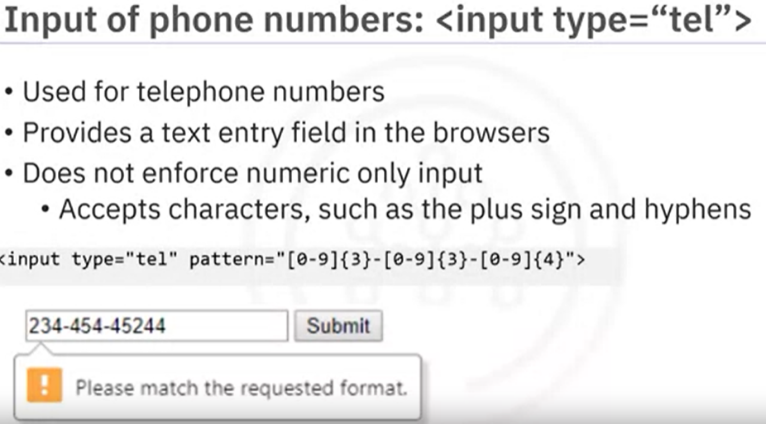 Input of phone numbers: <input type=“tel”>
• Used for telephone numbers
• Provides a text entry field in the browsers
• Does not enforce numeric only input
• Accepts characters, such as the plus sign and hyphens
<input type="tel" pattern="[0-9]{3}-[0-9]{3}-[0-9]{4}">
234-454-45244 Submit
! Please match the requested format.